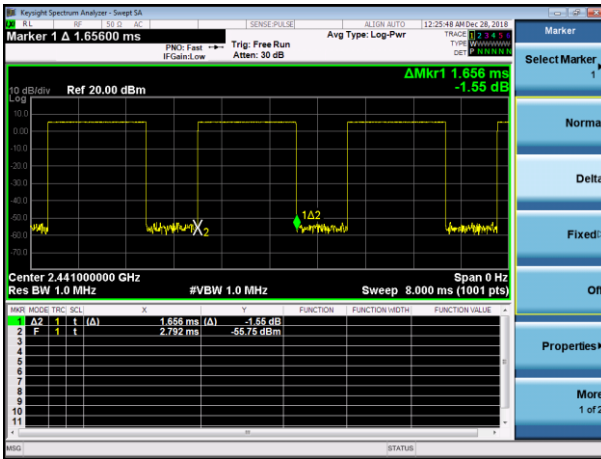 Keysight Spectrum Analyzer - Swept SA
RL RF 50 Ω AC SENSE:PULSE ALIGN AUTO 12:25:48 AM Dec 28, 2018
Marker 1 Δ 1.65600 ms
PNO: Fast
IFGain:Low
Trig: Free Run
Atten: 30 dB
Avg Type: Log-Pwr
TRACE 1 2 3 4 5 6
TYPE WWWWWW
DET P NNNNN
ΔMkr1 1.656 ms
-1.55 dB
10 dB/div Ref 20.00 dBm
Log
10.0
0.00
-10.0
-20.0
-30.0
-40.0
-50.0
-60.0
-70.0
X2
1Δ2
Center 2.441000000 GHz Span 0 Hz
Res BW 1.0 MHz #VBW 1.0 MHz Sweep 8.000 ms (1001 pts)
MKR MODE TRC SCL X Y FUNCTION FUNCTION WIDTH FUNCTION VALUE
1 Δ2 1 t (Δ) 1.656 ms (Δ) -1.55 dB
2 F 1 t 2.792 ms -55.75 dBm
3
4
5
6
7
8
9
10
11
MSG STATUS
Marker
Select Marker
1
Norma
Delta
Fixed
Of
Properties
More
1 of 2